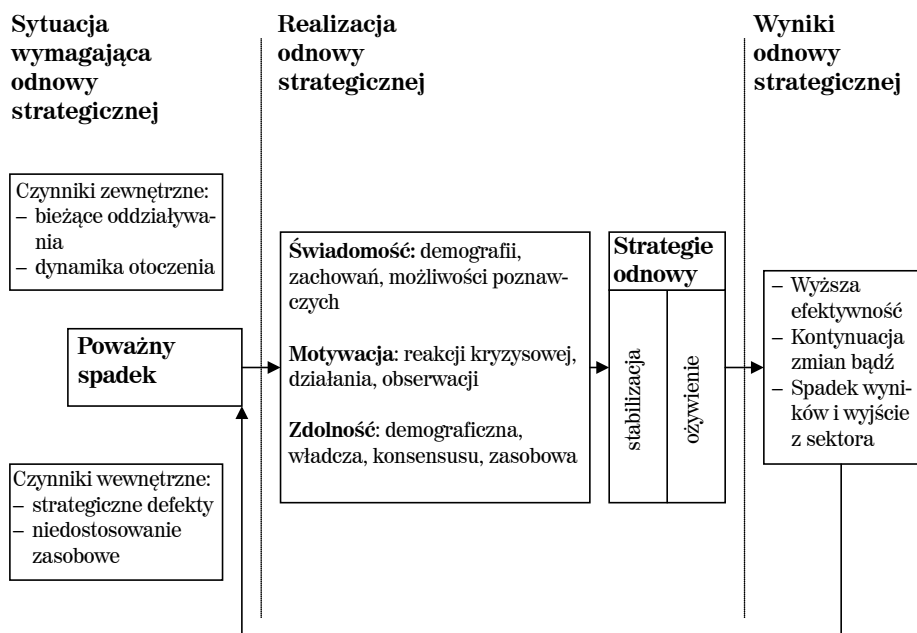 Sytuacja
wymagająca
odnowy
strategicznej
Realizacja
odnowy
strategicznej
Wyniki
odnowy
strategicznej
Czynniki zewnętrzne:
– bieżące oddziaływa-
nia
– dynamika otoczenia
Poważny
spadek
Czynniki wewnętrzne:
– strategiczne defekty
– niedostosowanie
zasobowe
Świadomość: demografii,
zachowań, możliwości poznaw-
czych
Motywacja: reakcji kryzysowej,
działania, obserwacji
Zdolność: demograficzna,
władcza, konsensusu, zasobowa
Strategie
odnowy
stabilizacja
ożywienie
– Wyższa
efektywność
– Kontynuacja
zmian bądź
– Spadek wyni-
ków i wyjście
z sektora